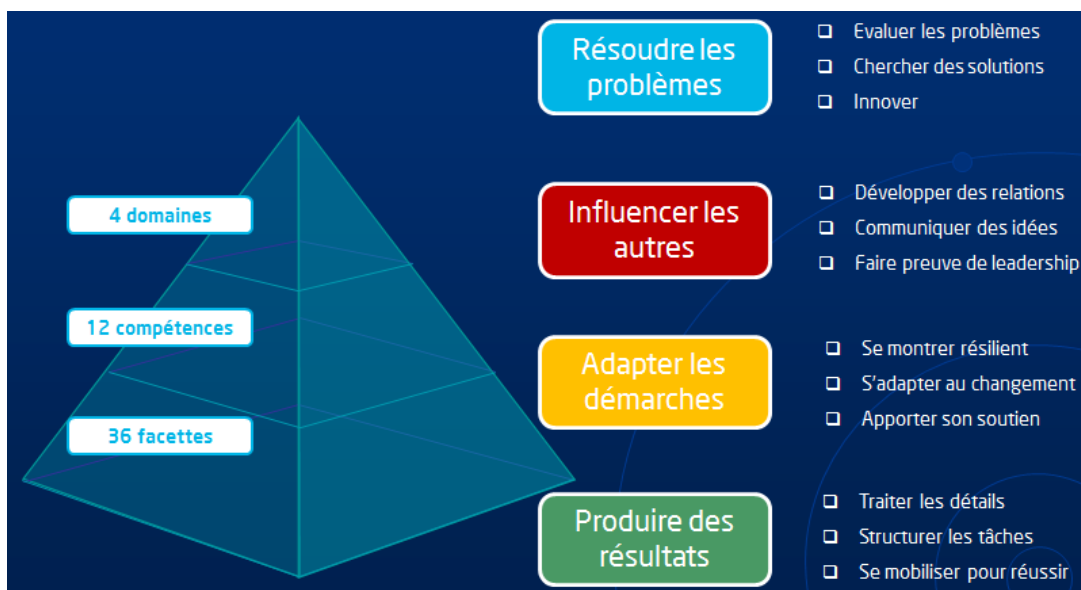 4 domaines
12 compétences
36 facettes
Résoudre les
problèmes
Evaluer les problèmes
Chercher des solutions
Innover
Influencer les
autres
Développer des relations
Communiquer des idées
Faire preuve de leadership
Adapter les
démarches
Se montrer résilient
S'adapter au changement
Apporter son soutien
Produire des
résultats
Traiter les détails
Structurer les tâches
Se mobiliser pour réussir